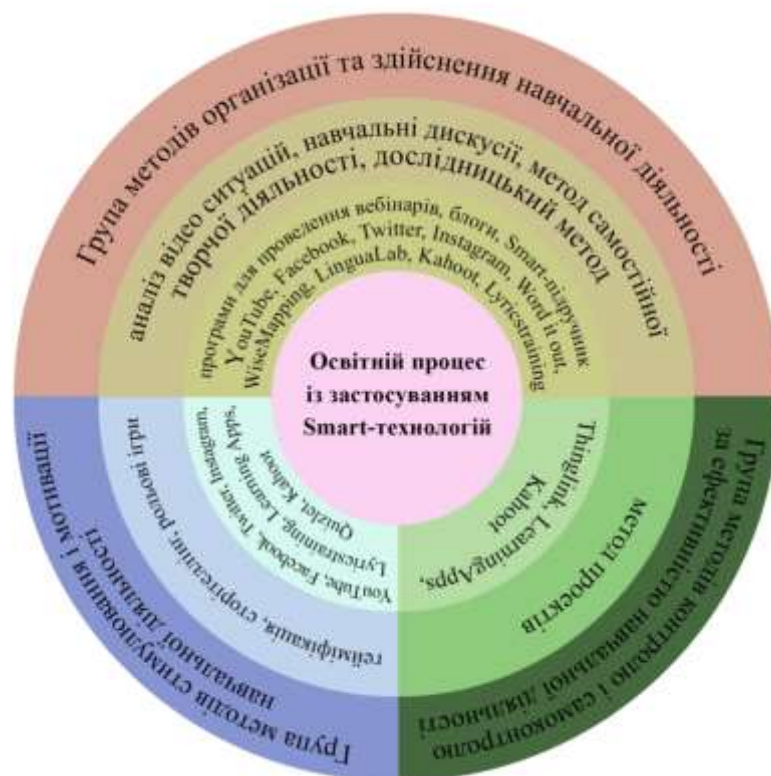 Група методів організації та здійснення навчальної діяльності
аналіз відео ситуацій, навчальні дискусії, метод самостійної
творчої діяльності, дослідницький метод
програми для проведення вебінарів, блоги, Smart-підручник
YouTube, Facebook, Twitter, Instagram, Word it out,
WiseMapping, LinguaLab, Kahoot, Lyricstraining
Освітній процес
із застосуванням
Smart-технологій
Група методів стимулювання і мотивації
навчальної діяльності
гейміфікація, сторітелінг, рольові ігри
YouTube, Facebook, Twitter, Instagram,
Lyricstraining, Learning Apps,
Quizlet, Kahoot
Thinglink, LearningApps,
Kahoot
метод проєктів
Група методів контролю і самоконтролю
за ефективністю навчальної діяльності